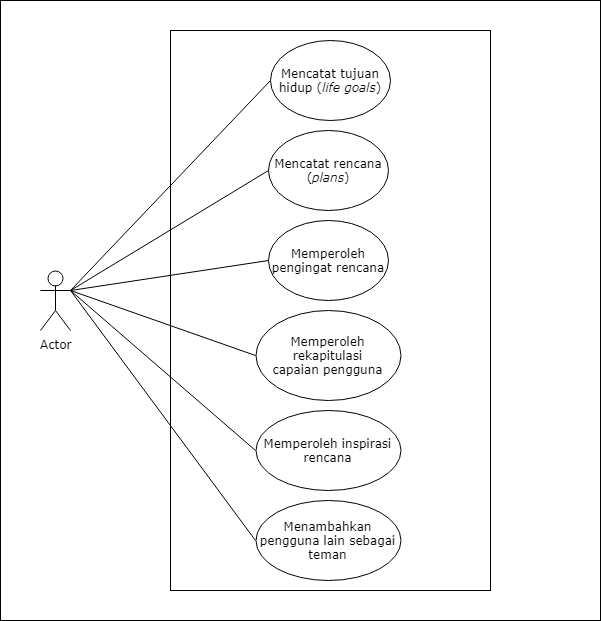 Mencatat tujuan
hidup (life goals)
Mencatat rencana
(plans)
Memperoleh
pengingat rencana
Actor
Memperoleh
rekapitulasi
capaian pengguna
Memperoleh inspirasi
rencana
Menambahkan
pengguna lain sebagai
teman